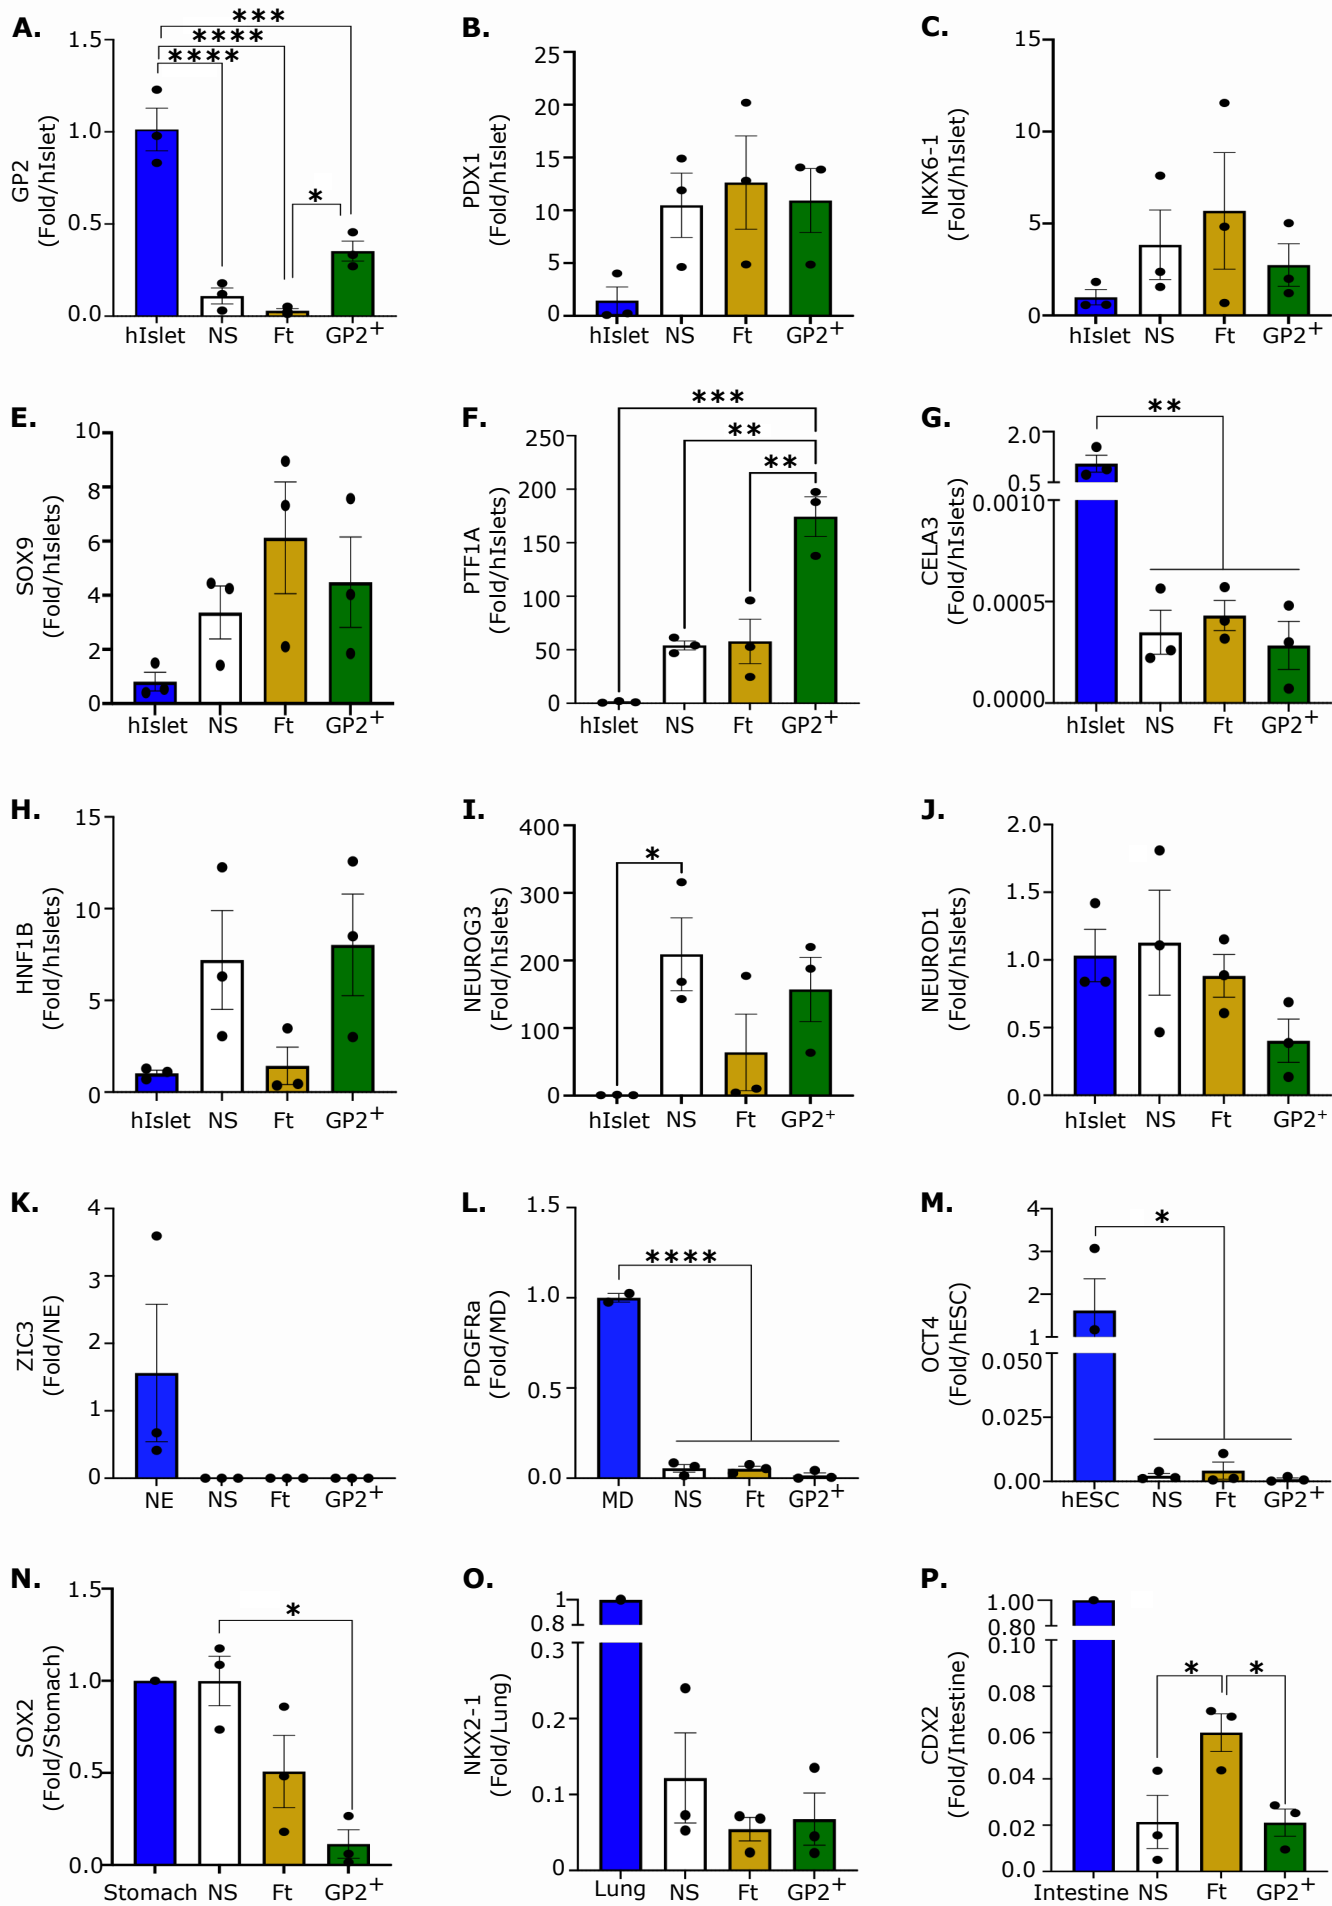 A.
GP2
(Fold/hIslet)
1.5
1.0
0.5
0.0
***
****
****
*
hIslet NS Ft GP2+
B.
PDX1
(Fold/hIslet)
25
20
15
10
5
0
hIslet NS Ft GP2+
C.
NKX6-1
(Fold/hIslet)
15
10
5
0
hIslet NS Ft GP2+
E.
SOX9
(Fold/hIslets)
10
8
6
4
2
0
hIslet NS Ft GP2+
F.
PTF1A
(Fold/hIslets)
250
200
150
100
50
0
***
**
**
hIslet NS Ft GP2+
G.
CELA3
(Fold/hIslets)
2.0
0.5
0.0010
0.0005
0.0000
**
hIslet NS Ft GP2+
H.
HNF1B
(Fold/hIslets)
15
10
5
0
hIslet NS Ft GP2+
I.
NEUROG3
(Fold/hIslets)
400
300
200
100
0
*
hIslet NS Ft GP2+
J.
NEUROD1
(Fold/hIslets)
2.0
1.5
1.0
0.5
0.0
hIslet NS Ft GP2+
K.
ZIC3
(Fold/NE)
4
3
2
1
0
NE NS Ft GP2+
L.
PDGFRa
(Fold/MD)
1.5
1.0
0.5
0.0
****
MD NS Ft GP2+
M.
OCT4
(Fold/hESC)
4
3
2
1
0.050
0.025
0.00
*
hESC NS Ft GP2+
N.
SOX2
(Fold/Stomach)
1.5
1.0
0.5
0.0
*
Stomach NS Ft GP2+
O.
NKX2-1
(Fold/Lung)
1
0.8
0.3
0.2
0.1
0
Lung NS Ft GP2+
P.
CDX2
(Fold/Intestine)
1.00
0.80
0.10
0.08
0.06
0.04
0.02
0.0
*
*
Intestine NS Ft GP2+